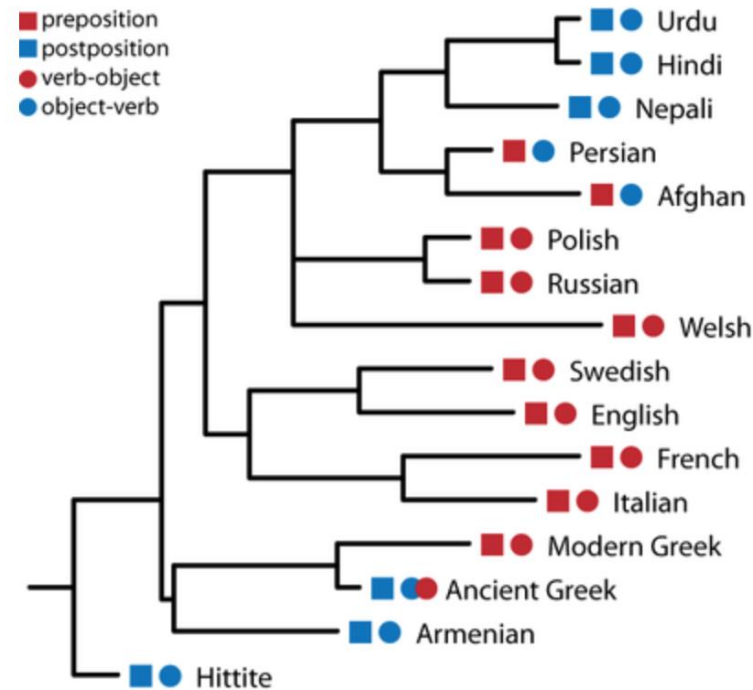 preposition
postposition
verb-object
object-verb
Urdu
Hindi
Nepali
Persian
Afghan
Polish
Russian
Welsh
Swedish
English
French
Italian
Modern Greek
Ancient Greek
Armenian
Hittite